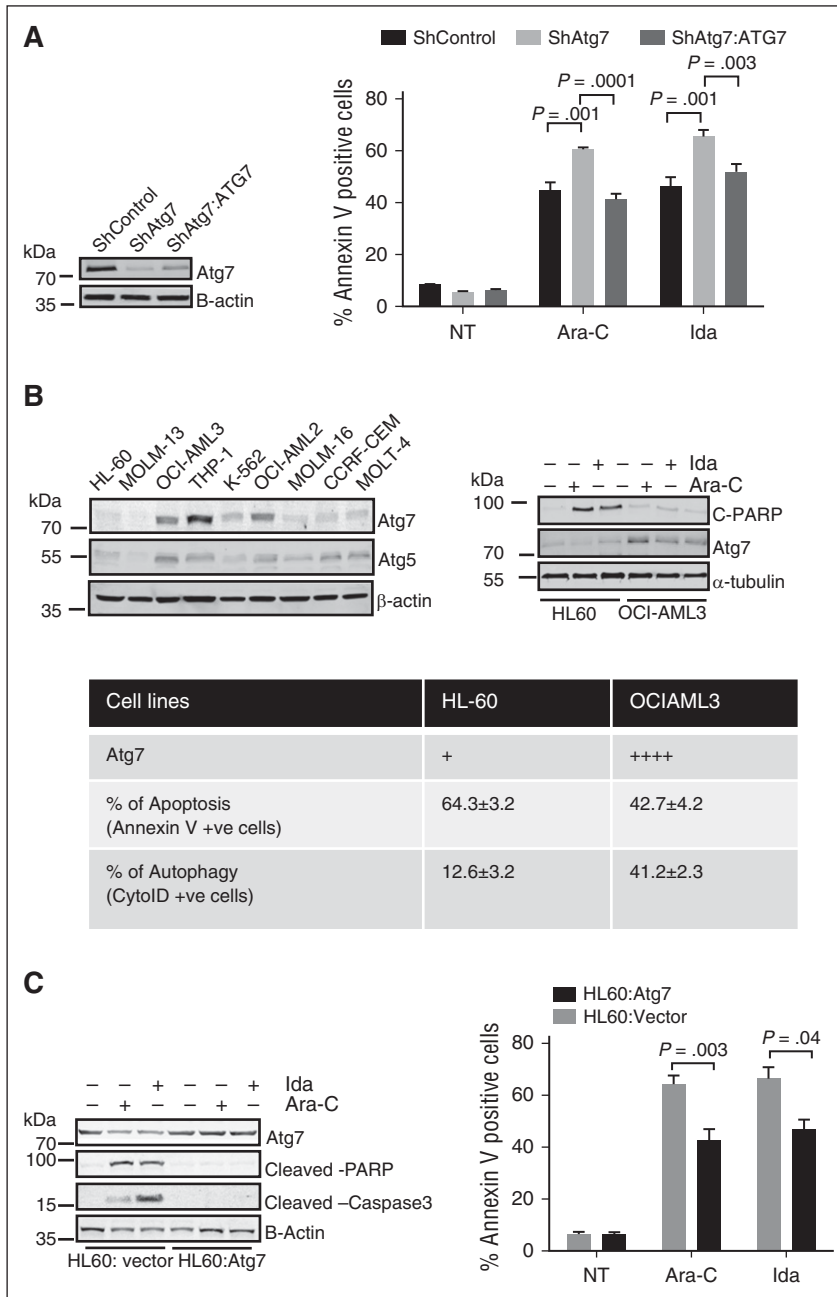 A
ShControl ShAtg7 ShAtg7:ATG7
P = .003
P = .0001
P = .001 P = .001
% Annexin V positive cells
80
60
40
20
0
NT Ara-C Ida
ShControl
ShAtg7
ShAtg7:ATG7
kDa
70 Atg7
35 B-actin
B
HL-60
MOLM-13
OCI-AML3
THP-1
K-562
OCI-AML2
MOLM-16
CCRF-CEM
MOLT-4
kDa
70 Atg7
55 Atg5
35 β-actin
– – + – – + Ida
– + – – + – Ara-C
kDa
100 C-PARP
70 Atg7
55 α-tubulin
HL60 OCI-AML3
Cell lines HL-60 OCIAML3
Atg7 + ++++
% of Apoptosis 64.3±3.2 42.7±4.2
(Annexin V +ve cells)
% of Autophagy 12.6±3.2 41.2±2.3
(CytoID +ve cells)
C
– – + – – + Ida
– + – – + – Ara-C
kDa
70 Atg7
100 Cleaved -PARP
15 Cleaved –Caspase3
35 B-Actin
HL60: vector HL60:Atg7
HL60:Atg7
HL60:Vector
P = .003 P = .04
% Annexin V positive cells
80
60
40
20
0
NT Ara-C Ida